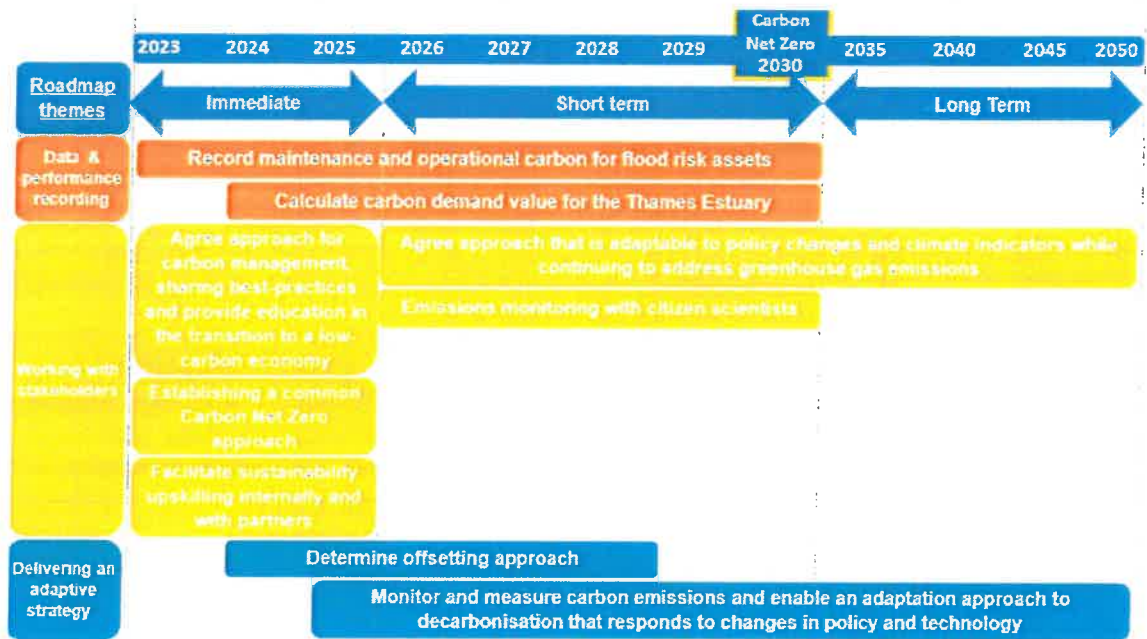 2023 2024 2025 2026 2027 2028 2029 2035 2040 2045 2050
Carbon
Net Zero
2030
Roadmap
themes
Immediate
Short term
Long Term
Data &
performance
recording
Record maintenance and operational carbon for flood risk assets
Calculate carbon demand value for the Thames Estuary
Working with
stakeholders
Agree approach for
carbon management,
sharing best-practices
and provide education in
the transition to a low-
carbon economy
Agree approach that is adaptable to policy changes and climate indicators while
continuing to address greenhouse gas emissions
Emissions monitoring with citizen scientists
Establishing a common
Carbon Net Zero
approach
Facilitate sustainability
upskilling internally and
with partners
Delivering an
adaptive
strategy
Determine offsetting approach
Monitor and measure carbon emissions and enable an adaptation approach to
decarbonisation that responds to changes in policy and technology